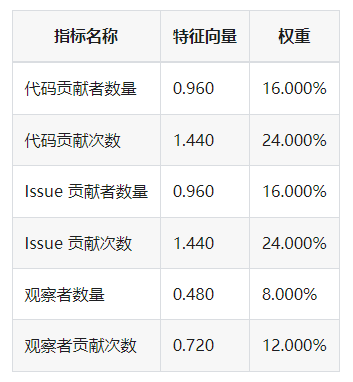 指标名称 特征向量 权重
代码贡献者数量 0.960 16.000%
代码贡献次数 1.440 24.000%
Issue 贡献者数量 0.960 16.000%
Issue 贡献次数 1.440 24.000%
观察者数量 0.480 8.000%
观察者贡献次数 0.720 12.000%